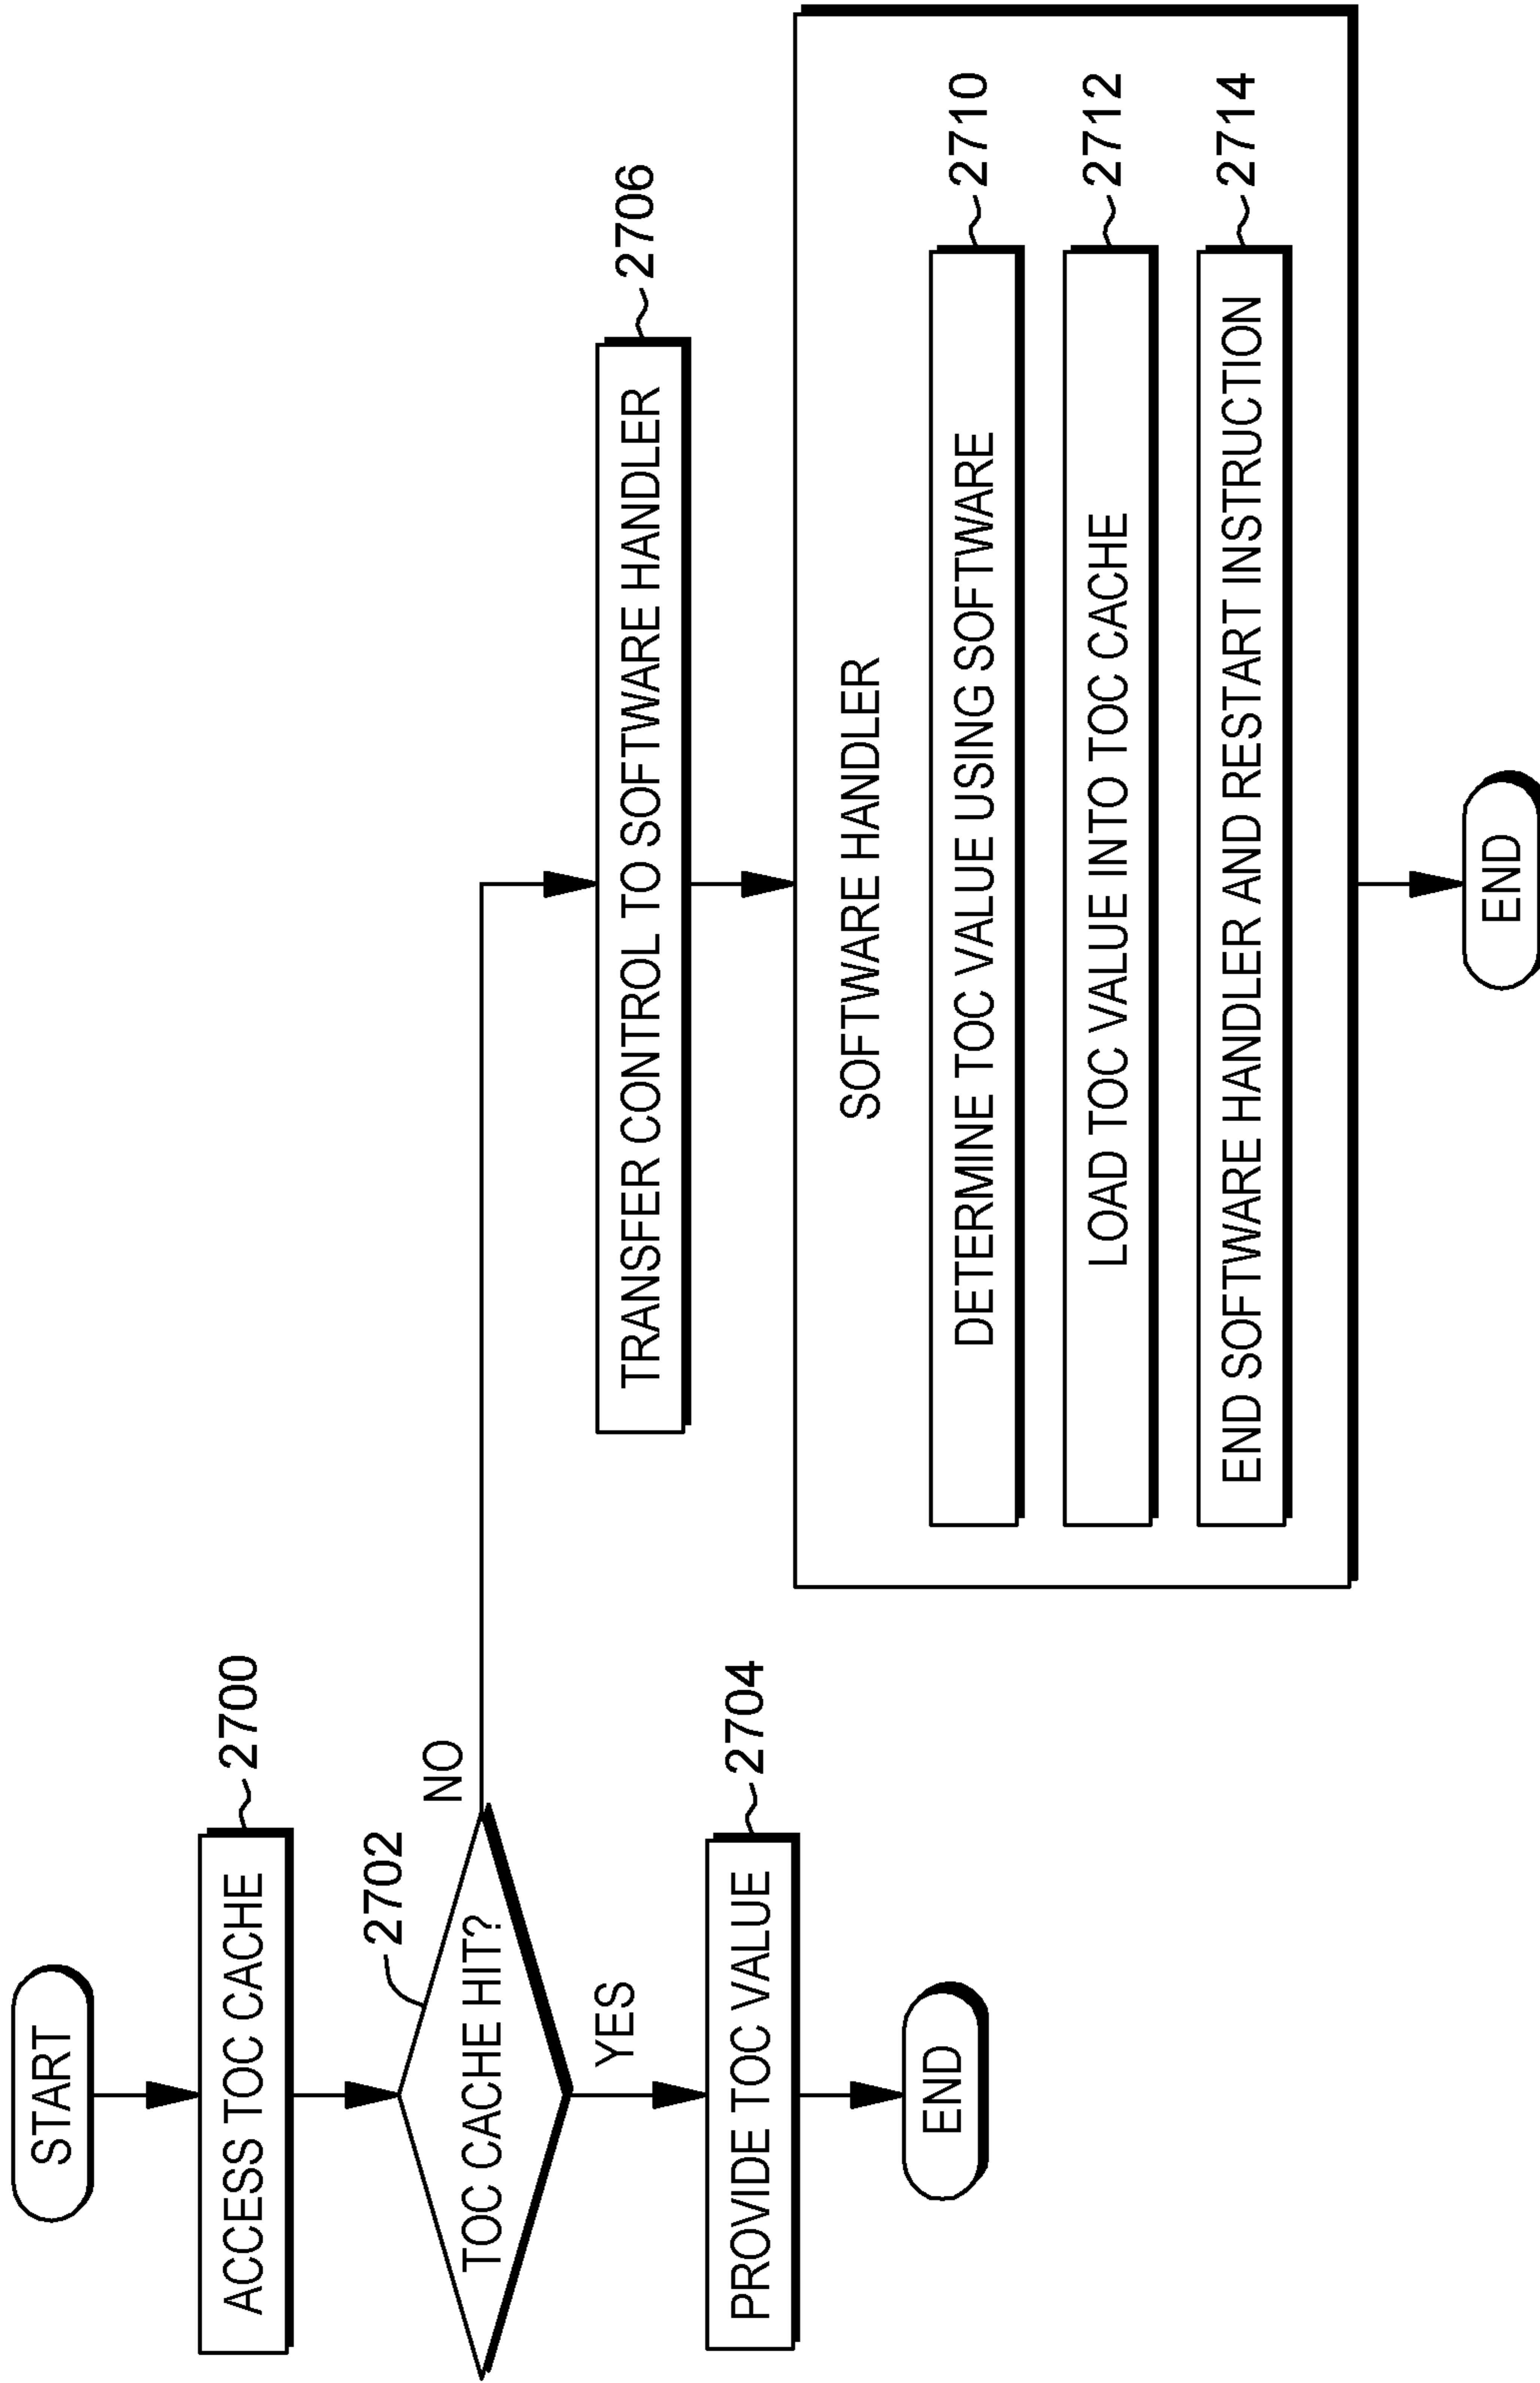 START
ACCESS TOC CACHE
2700
TOC CACHE HIT?
2702
NO
YES
PROVIDE TOC VALUE
2704
END
TRANSFER CONTROL TO SOFTWARE HANDLER
2706
SOFTWARE HANDLER
DETERMINE TOC VALUE USING SOFTWARE
2710
LOAD TOC VALUE INTO TOC CACHE
2712
END SOFTWARE HANDLER AND RESTART INSTRUCTION
2714
END